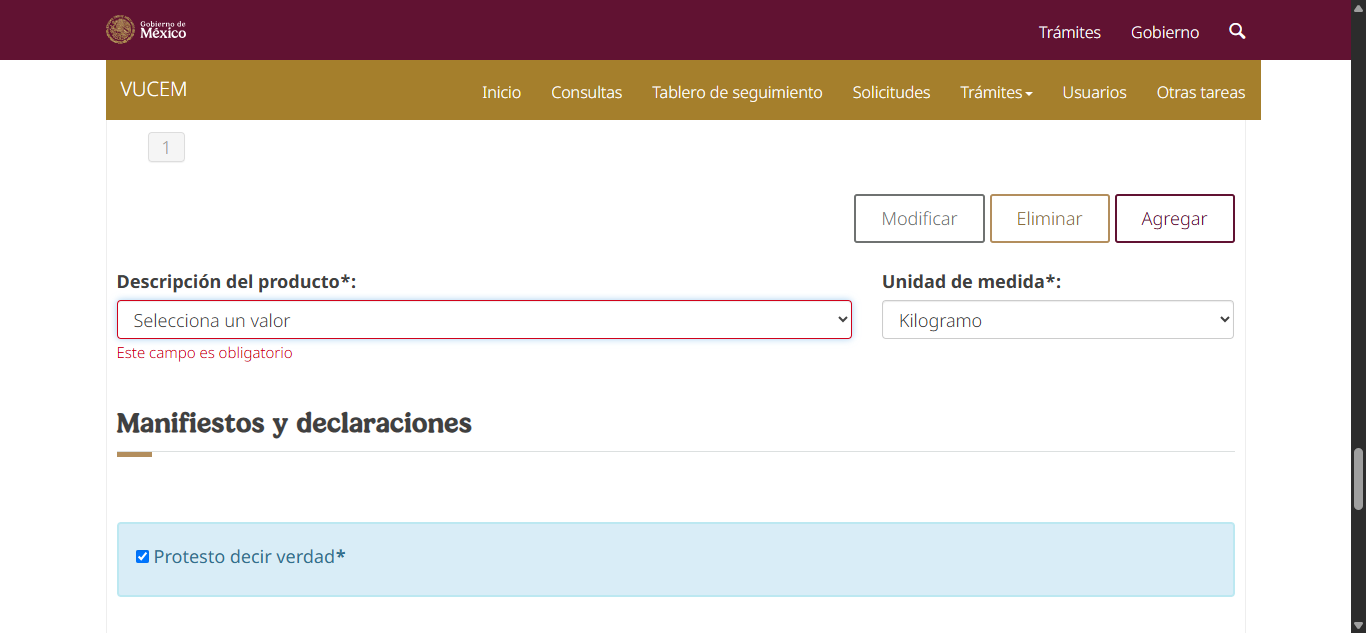 Gobierno de
México
Trámites
Gobierno
VUCEM
Inicio
Consultas
Tablero de seguimiento
Solicitudes
Trámites
Usuarios
Otras tareas
1
Modificar
Eliminar
Agregar
Descripción del producto*:
Unidad de medida*:
Selecciona un valor
Kilogramo
Este campo es obligatorio
Manifiestos y declaraciones
Protesto decir verdad*